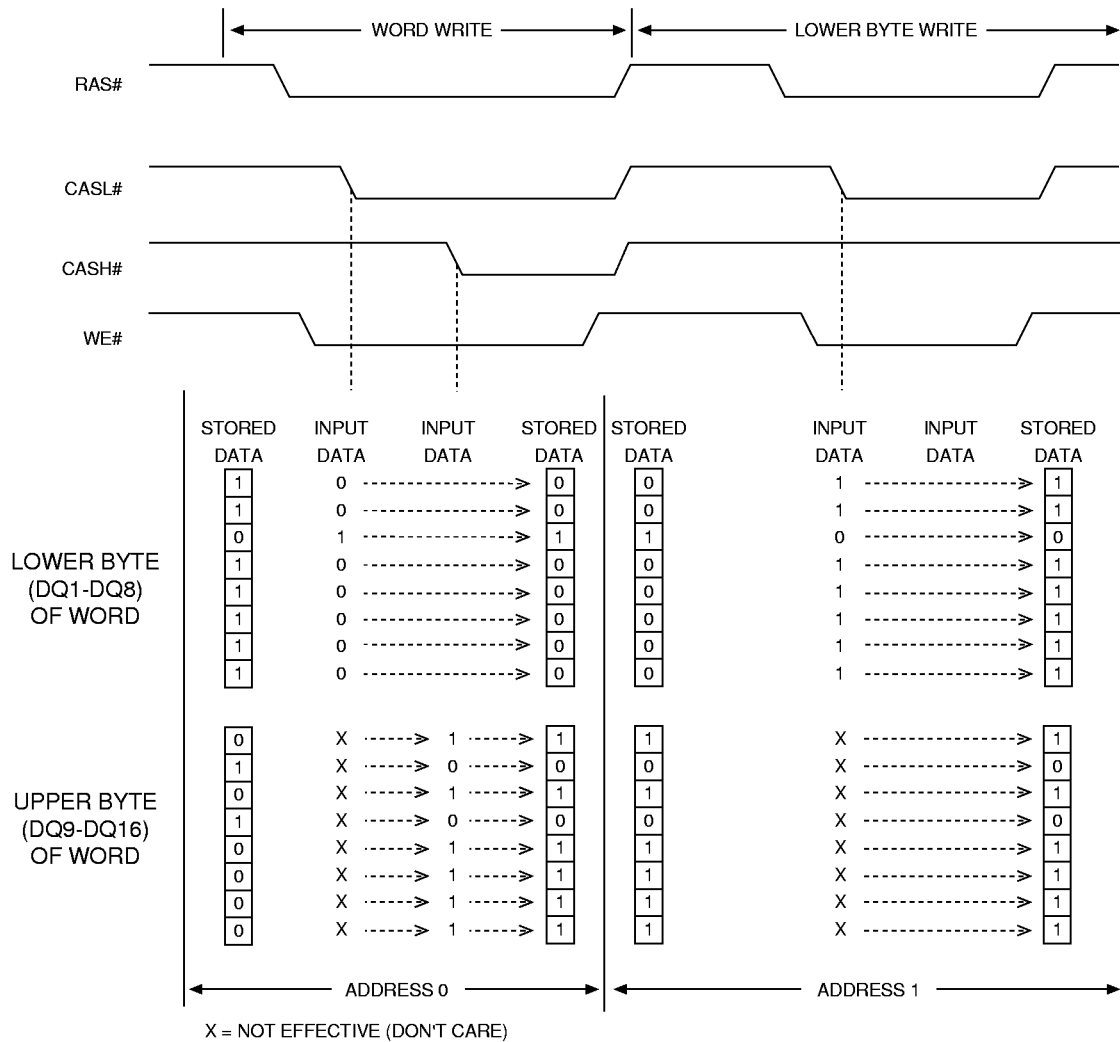 WORD WRITE LOWER BYTE WRITE
RAS#
CASL#
CASH#
WE#
STORED INPUT INPUT STORED STORED INPUT INPUT STORED
DATA DATA DATA DATA DATA DATA DATA DATA
1 0 0 0 1 1
1 0 0 0 1 1
0 1 1 1 0 0
1 0 0 0 1 1
1 0 0 0 1 1
1 0 0 0 1 1
1 0 0 0 1 1
1 0 0 0 1 1
LOWER BYTE
(DQ1-DQ8)
OF WORD
0 X 1 1 1 X 1
1 X 0 0 0 X 0
0 X 1 1 1 X 1
1 X 0 0 0 X 0
0 X 1 1 1 X 1
0 X 1 1 1 X 1
0 X 1 1 1 X 1
0 X 1 1 1 X 1
UPPER BYTE
(DQ9-DQ16)
OF WORD
ADDRESS 0 ADDRESS 1
X = NOT EFFECTIVE (DON'T CARE)